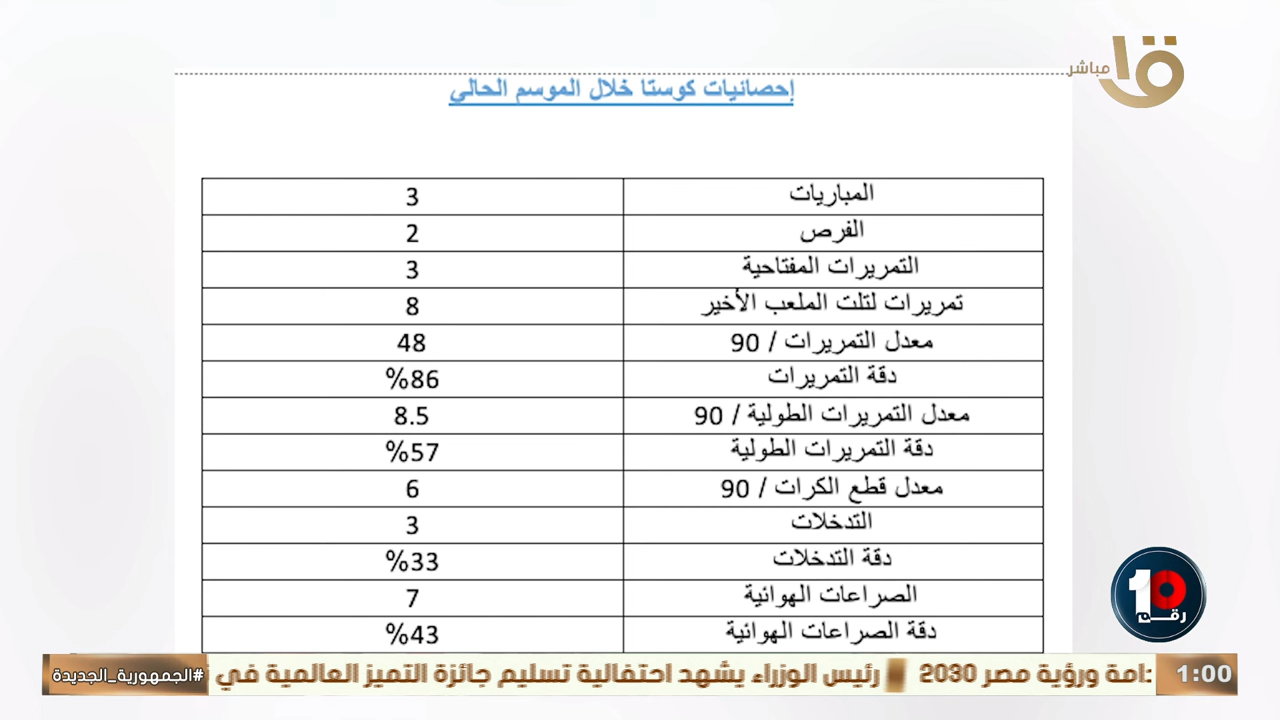 مباشر
إحصائيات كوستا خلال الموسم الحالي
المباريات 3
الفرص 2
التمريرات المفتاحية 3
تمريرات لتلت الملعب الأخير 8
معدل التمريرات / 90 48
دقة التمريرات 86%
معدل التمريرات الطولية / 90 8.5
دقة التمريرات الطولية 57%
معدل قطع الكرات / 90 6
التدخلات 3
دقة التدخلات 33%
الصراعات الهوائية 7
دقة الصراعات الهوائية 43%
رقم 10
1:00
امة ورؤية مصر 2030 رئيس الوزراء يشهد احتفالية تسليم جائزة التميز العالمية في
#الجمهورية_الجديدة